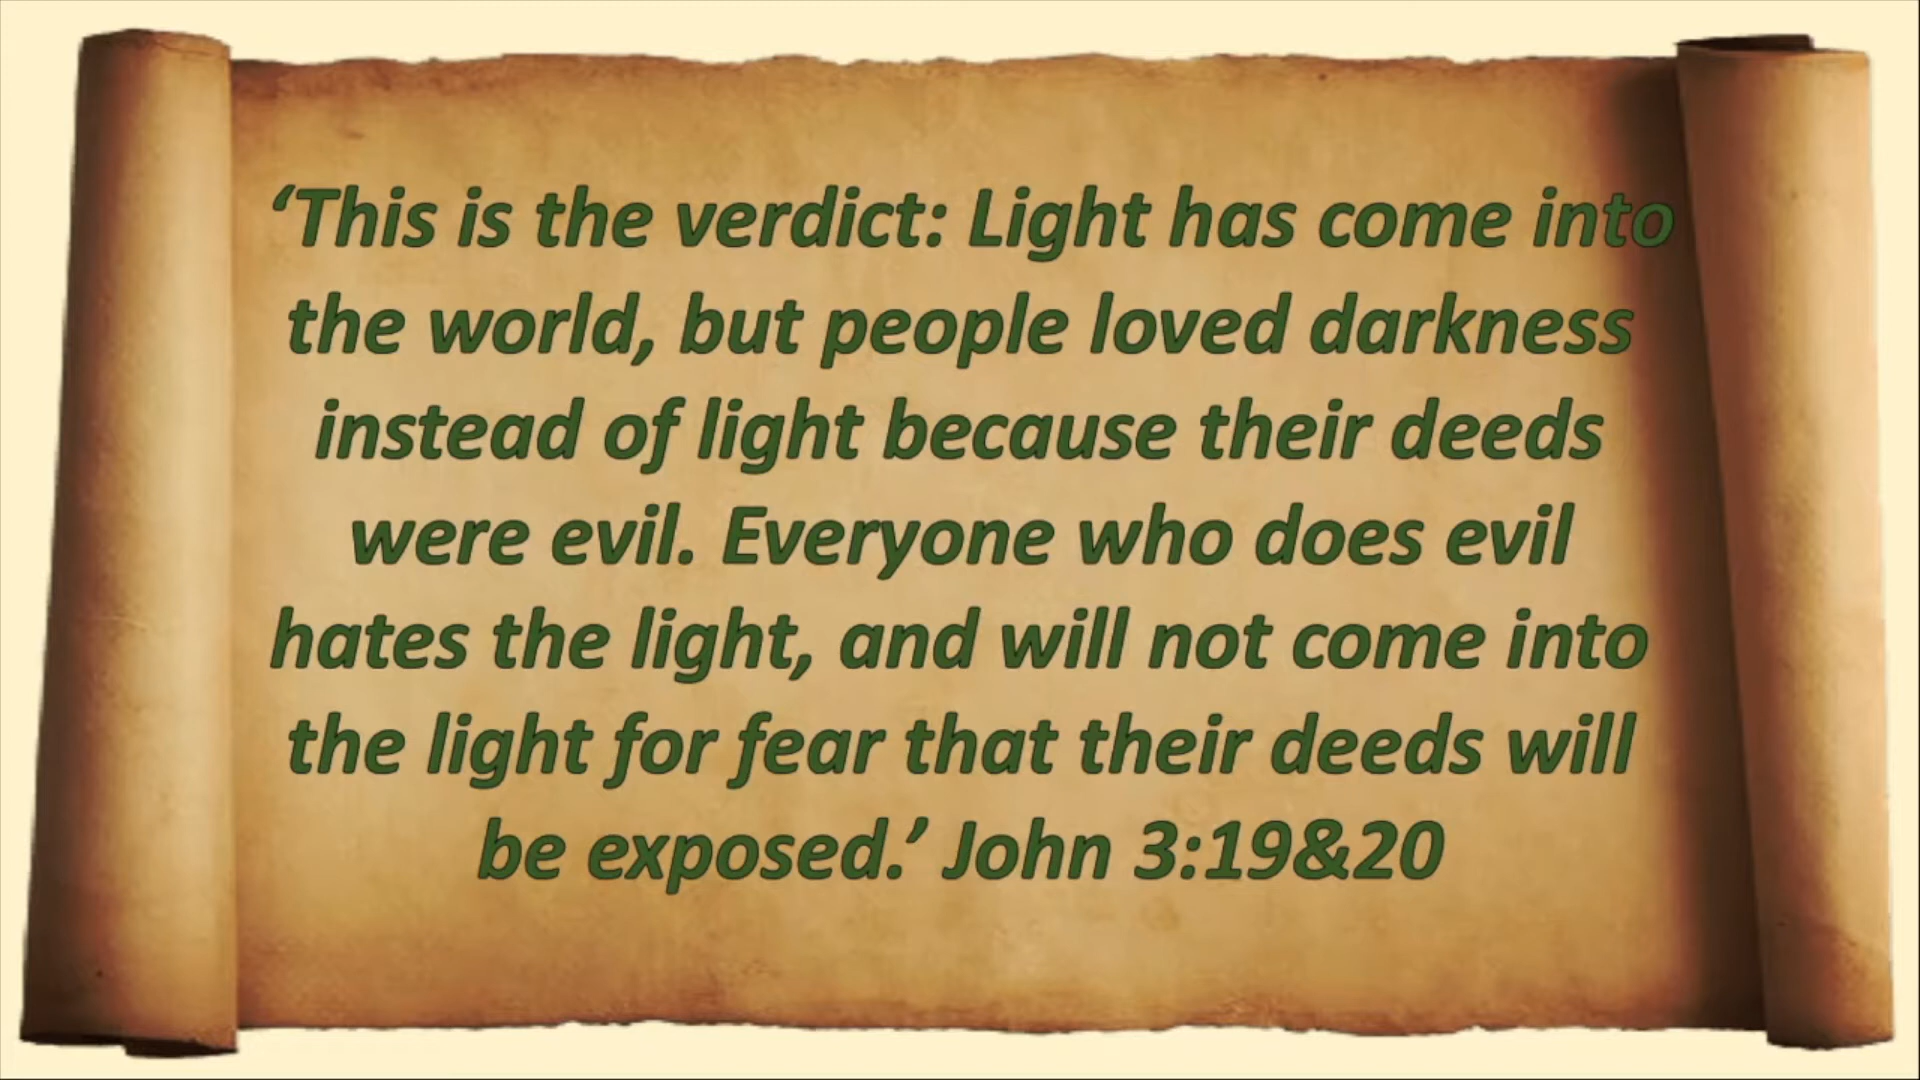 ‘This is the verdict: Light has come into
the world, but people loved darkness
instead of light because their deeds
were evil. Everyone who does evil
hates the light, and will not come into
the light for fear that their deeds will
be exposed.’ John 3:19&20